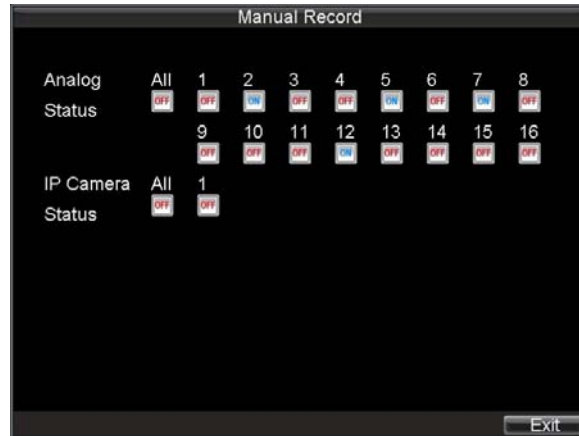 Manual Record
Analog All 1 2 3 4 5 6 7 8
Status OFF OFF ON OFF OFF ON OFF ON OFF
9 10 11 12 13 14 15 16
OFF OFF OFF ON OFF OFF OFF OFF
IP Camera All 1
Status OFF OFF
Exit